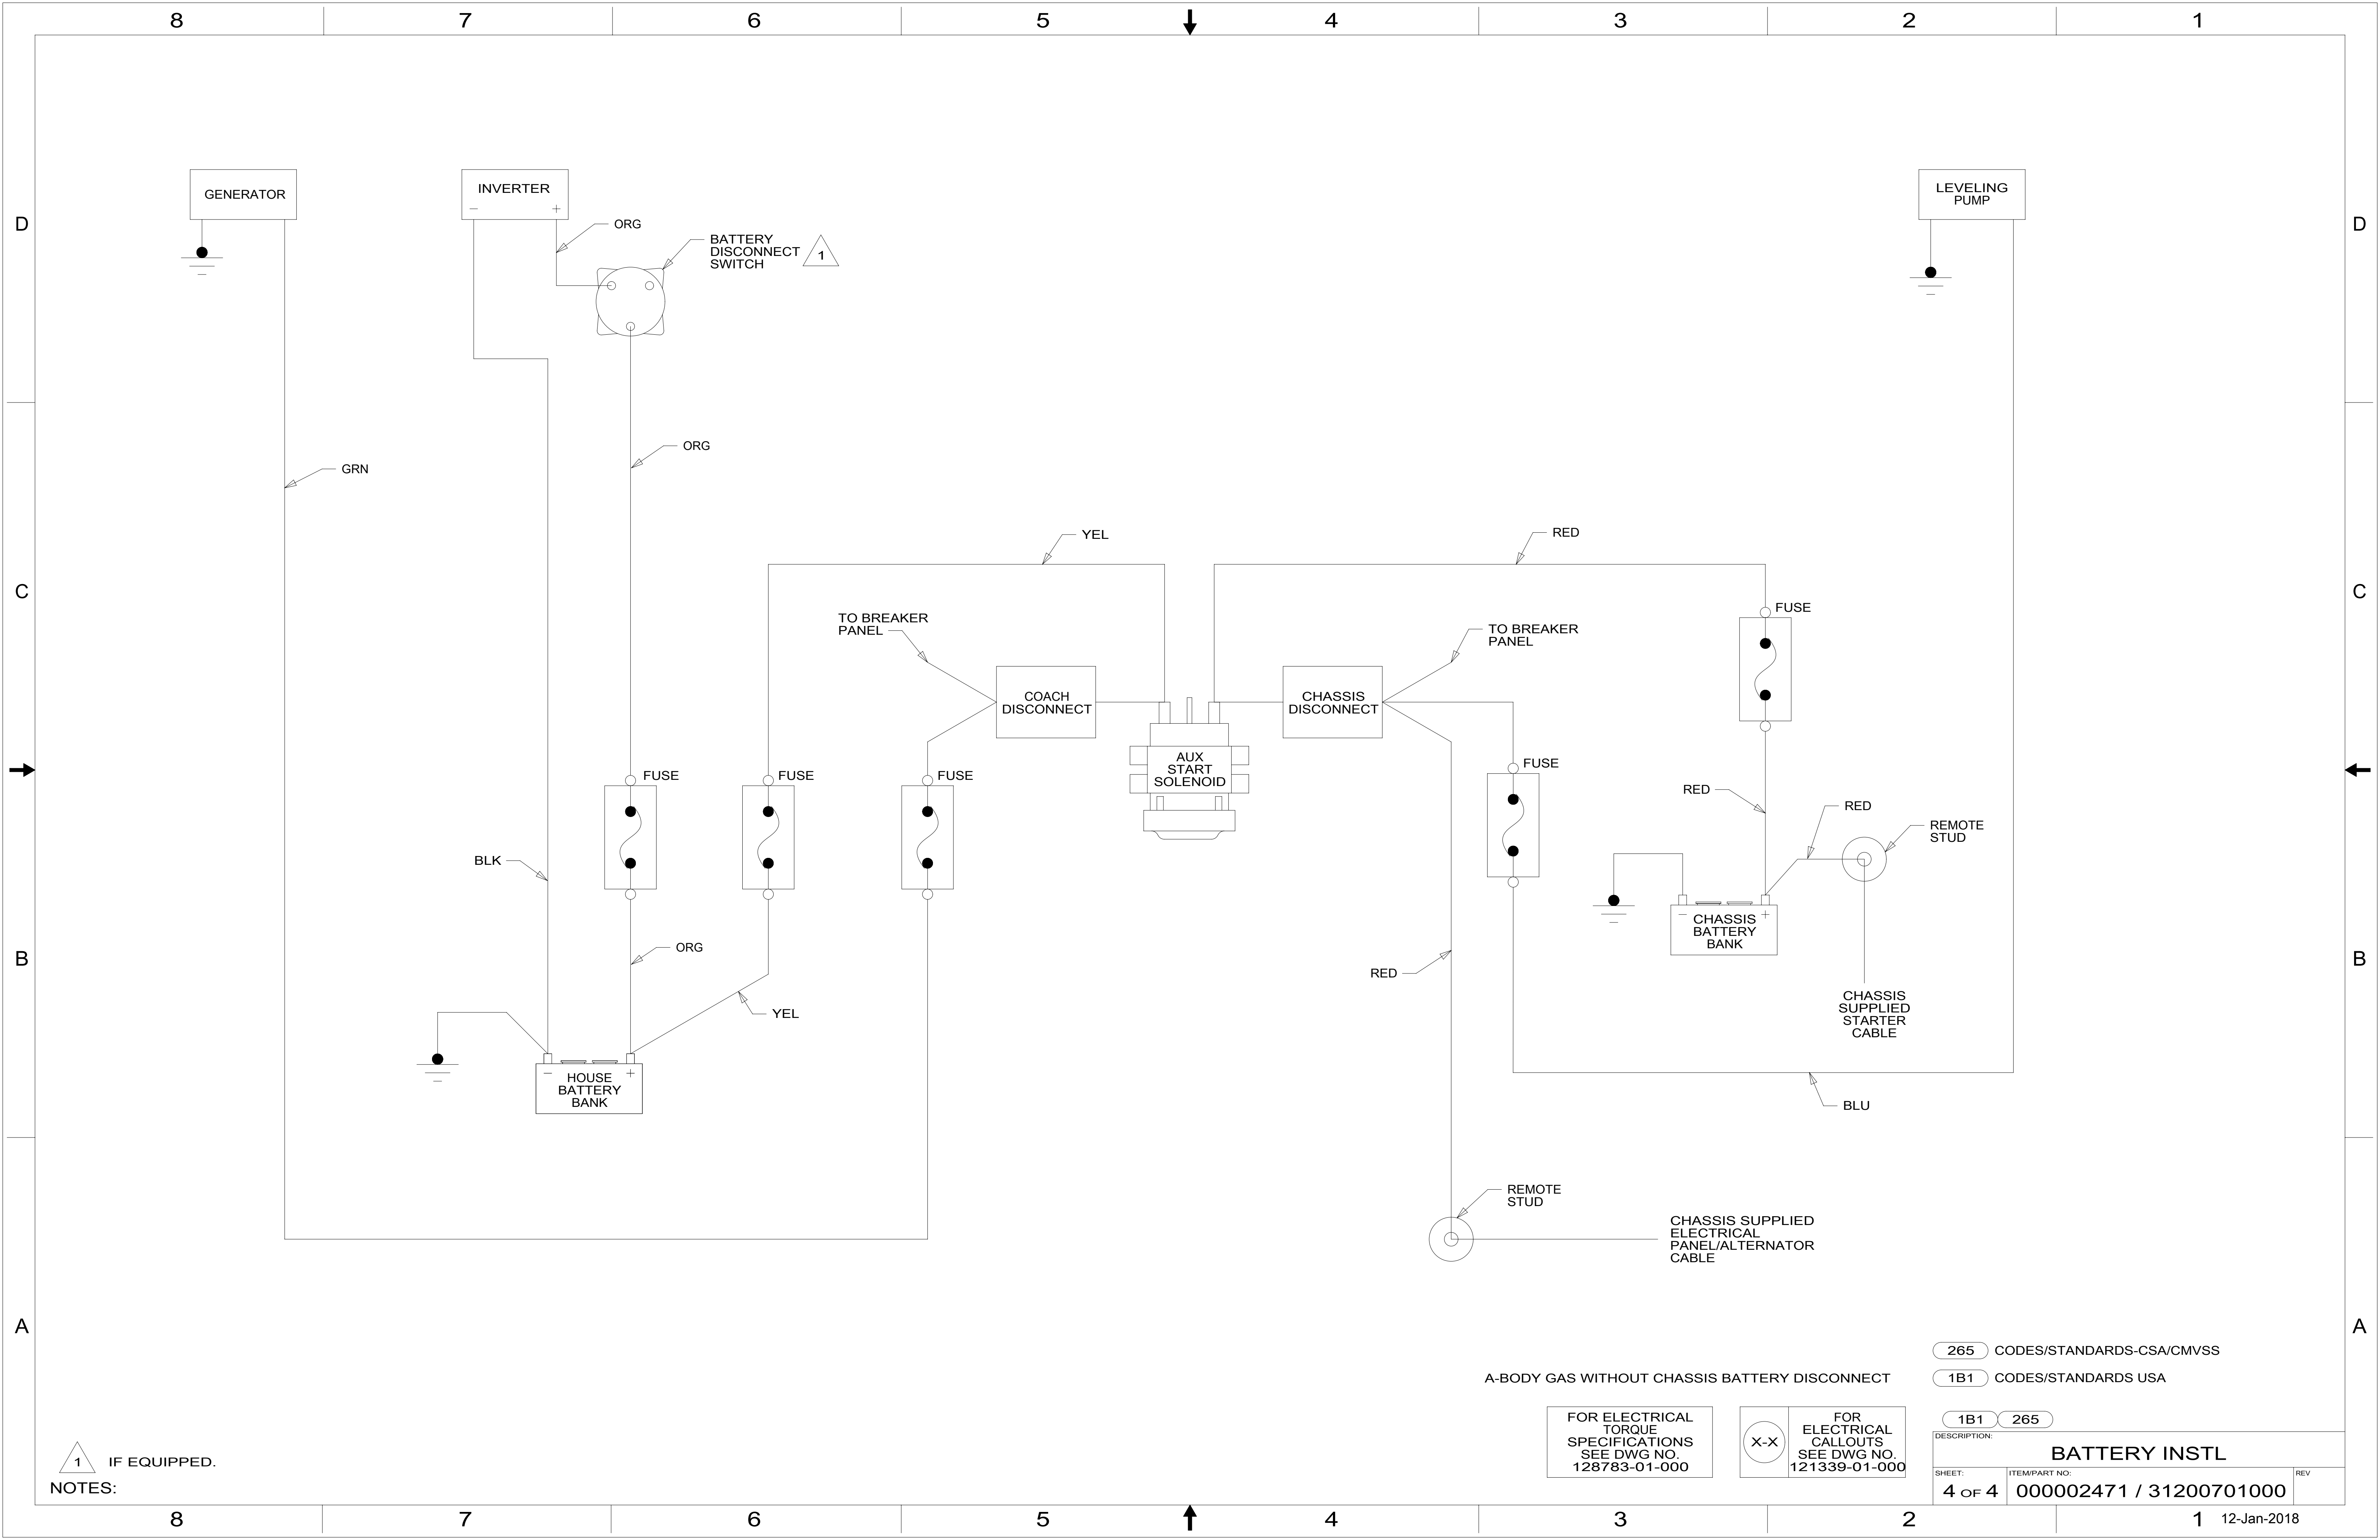 8 7 6 5 4 3 2 1
D D
GENERATOR
INVERTER
− +
LEVELING
PUMP
ORG
BATTERY
DISCONNECT
SWITCH
1
ORG
GRN
YEL
RED
C C
FUSE
TO BREAKER
PANEL
TO BREAKER
PANEL
COACH
DISCONNECT
CHASSIS
DISCONNECT
AUX
START
SOLENOID
FUSE
FUSE
FUSE
FUSE
RED
RED
REMOTE
STUD
BLK
− +
CHASSIS
BATTERY
BANK
ORG
B B
RED
YEL
CHASSIS
SUPPLIED
STARTER
CABLE
− +
HOUSE
BATTERY
BANK
BLU
REMOTE
STUD
CHASSIS SUPPLIED
ELECTRICAL
PANEL/ALTERNATOR
CABLE
A A
265 CODES/STANDARDS-CSA/CMVSS
A-BODY GAS WITHOUT CHASSIS BATTERY DISCONNECT
1B1 CODES/STANDARDS USA
FOR ELECTRICAL
TORQUE
SPECIFICATIONS
SEE DWG NO.
128783-01-000
X-X
FOR
ELECTRICAL
CALLOUTS
SEE DWG NO.
121339-01-000
1B1 265
DESCRIPTION:
BATTERY INSTL
SHEET:
4 OF 4
ITEM/PART NO:
000002471 / 31200701000
REV
1 IF EQUIPPED.
NOTES:
8 7 6 5 4 3 2 1
12-Jan-2018